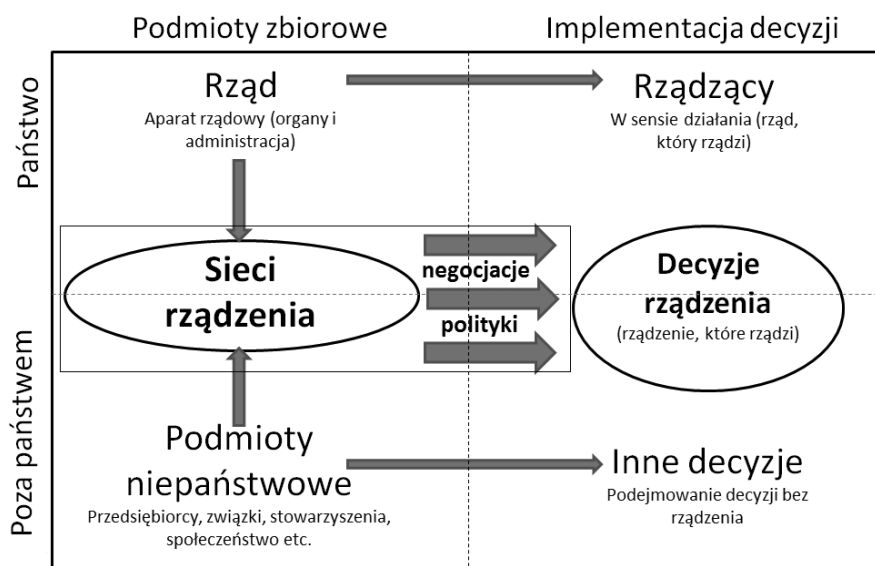 Podmioty zbiorowe
Implementacja decyzji
Państwo
Rząd
Aparat rządowy (organy i
administracja)
Rządzący
W sensie działania (rząd,
który rządzi)
Sieci
rządzenia
negocjacje
polityki
Decyzje
rządzenia
(rządzenie, które rządzi)
Poza państwem
Podmioty
niepaństwowe
Przedsiębiorcy, związki, stowarzyszenia,
społeczeństwo etc.
Inne decyzje
Podejmowanie decyzji bez
rządzenia